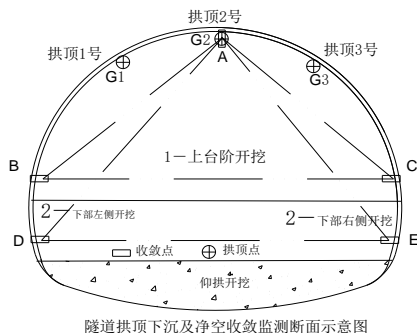 拱顶2号
拱顶1号
拱顶3号
G2
G1
A
G3
1-上台阶开挖
B
C
2-下部左侧开挖
2-下部右侧开挖
D
E
收敛点
拱顶点
仰拱开挖
隧道拱顶下沉及净空收敛监测断面示意图